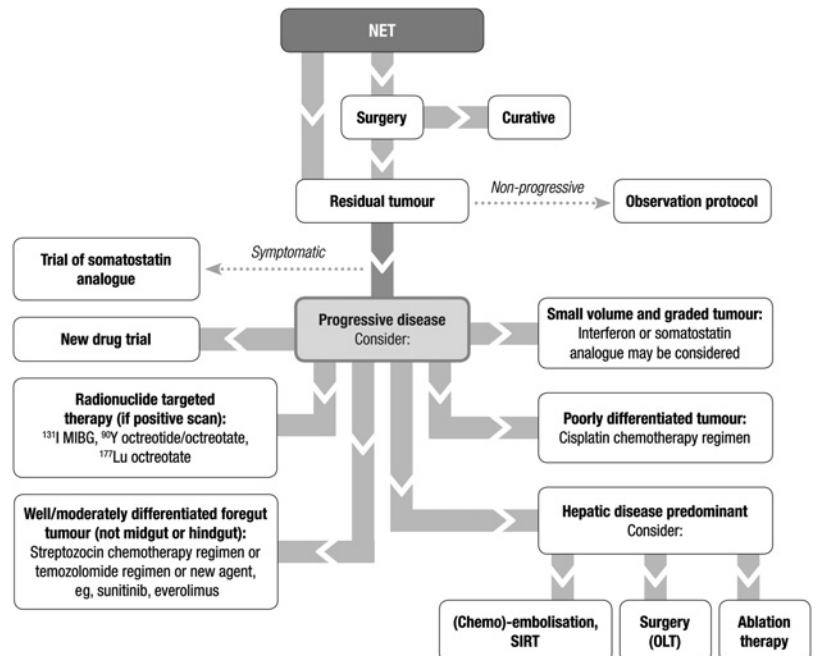 NET
Surgery
Curative
Residual tumour
Non-progressive
Observation protocol
Symptomatic
Trial of somatostatin
analogue
Progressive disease
Consider:
New drug trial
Small volume and graded tumour:
Interferon or somatostatin
analogue may be considered
Radionuclide targeted
therapy (if positive scan):
¹³¹I MIBG, ⁹⁰Y octreotide/octreotate,
¹⁷⁷Lu octreotate
Poorly differentiated tumour:
Cisplatin chemotherapy regimen
Well/moderately differentiated foregut
tumour (not midgut or hindgut):
Streptozocin chemotherapy regimen or
temozolomide regimen or new agent,
eg, sunitinib, everolimus
Hepatic disease predominant
Consider:
(Chemo)-embolisation,
SIRT
Surgery
(OLT)
Ablation
therapy